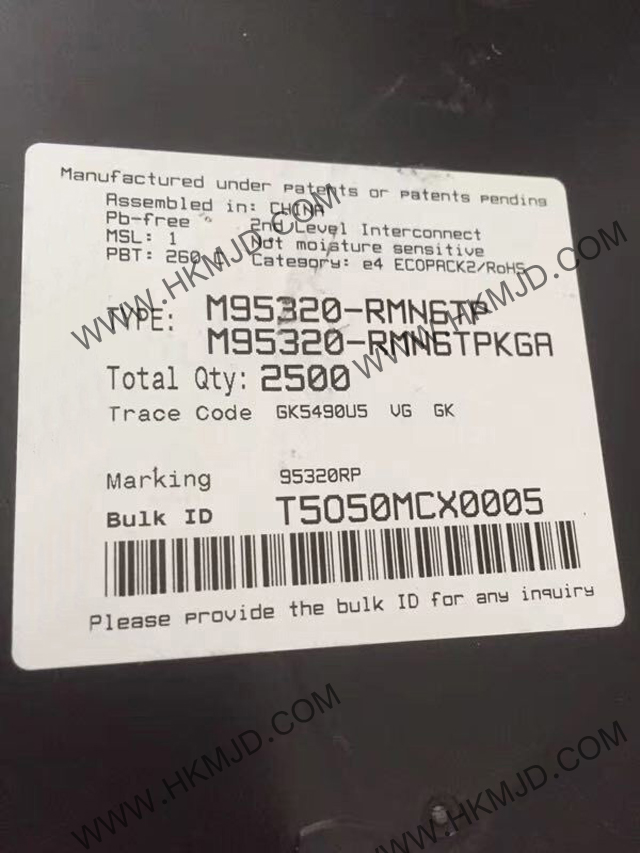 Manufactured under patents or patents pending
Assembled in: CHINA
Pb-free 2nd Level Interconnect
MSL: 1 Not moisture sensitive
PBT: 260 C Category: e4 ECOPACK2/RoHS
TYPE: M95320-RMN6TP
M95320-RMN6TPKGA
Total Qty: 2500
Trace Code GK5490U5 VG GK
Marking 95320RP
Bulk ID T5050MCX0005
Please provide the bulk ID for any inquiry
WWW.HKMJD.COM
WWW.HKMJD.COM
WWW.HKMJD.COM
WWW.HKMJD.COM